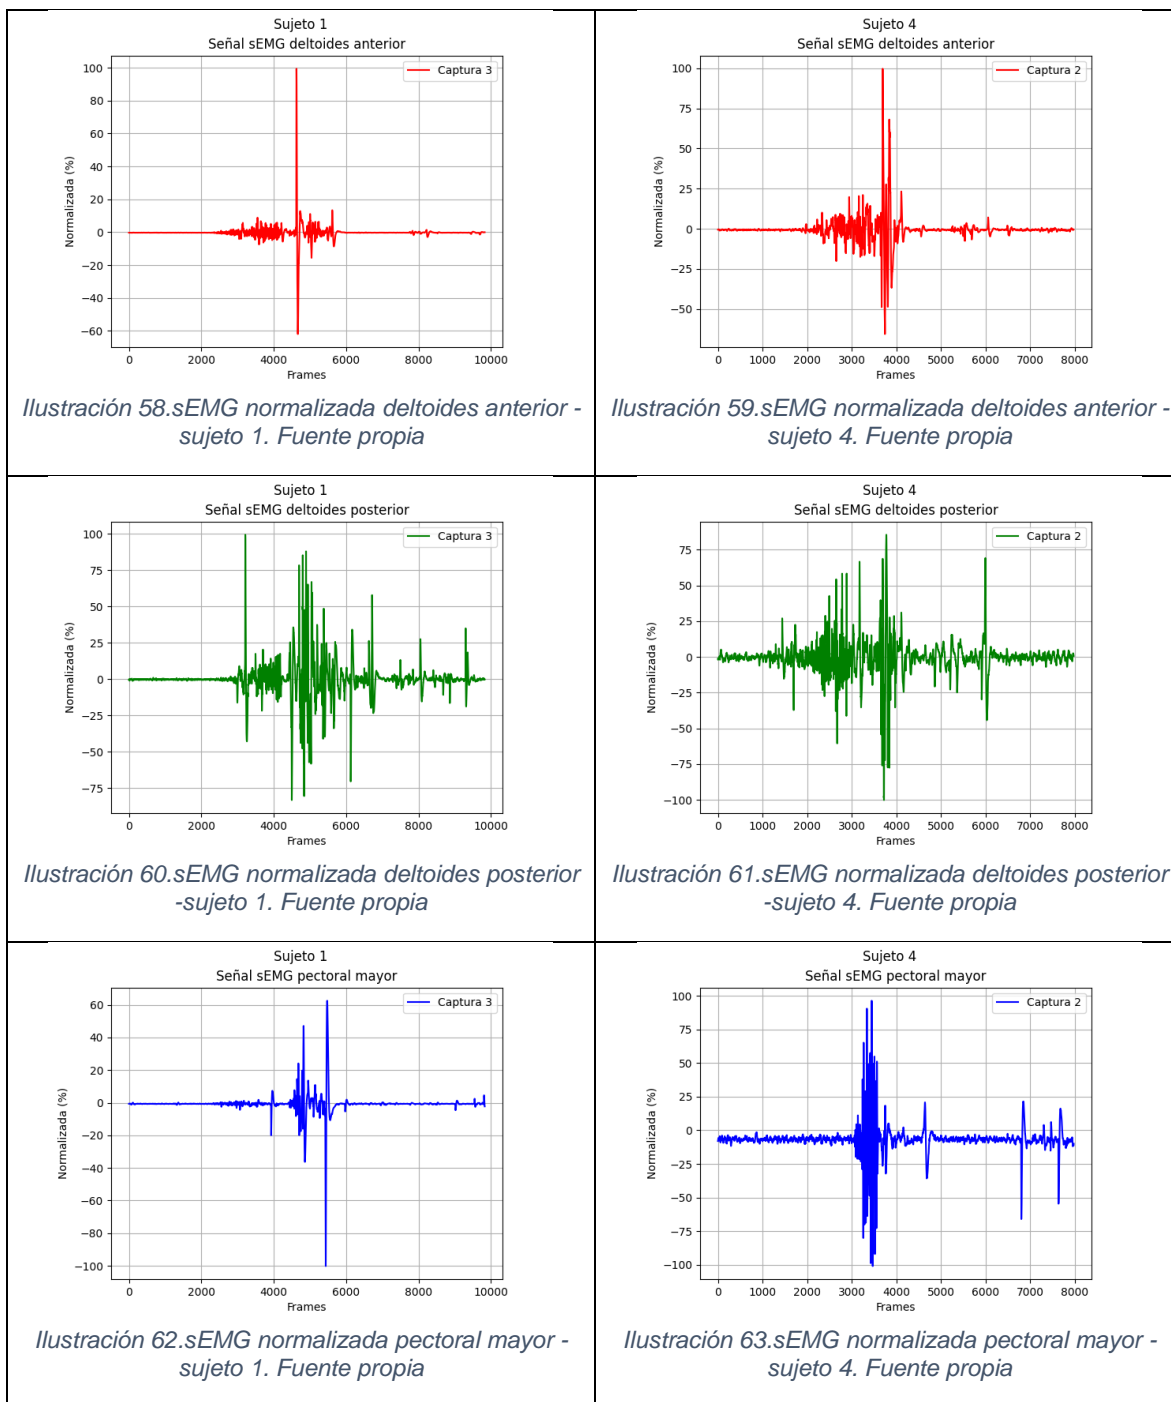 Sujeto 1
Señal sEMG deltoides anterior
Captura 3
100
80
60
40
20
0
−20
−40
−60
Normalizada (%)
0 2000 4000 6000 8000 10000
Frames
Ilustración 58.sEMG normalizada deltoides anterior -
sujeto 1. Fuente propia
Sujeto 4
Señal sEMG deltoides anterior
Captura 2
100
75
50
25
0
−25
−50
Normalizada (%)
0 1000 2000 3000 4000 5000 6000 7000 8000
Frames
Ilustración 59.sEMG normalizada deltoides anterior -
sujeto 4. Fuente propia
Sujeto 1
Señal sEMG deltoides posterior
Captura 3
100
75
50
25
0
−25
−50
−75
Normalizada (%)
0 2000 4000 6000 8000 10000
Frames
Ilustración 60.sEMG normalizada deltoides posterior
-sujeto 1. Fuente propia
Sujeto 4
Señal sEMG deltoides posterior
Captura 2
75
50
25
0
−25
−50
−75
−100
Normalizada (%)
0 1000 2000 3000 4000 5000 6000 7000 8000
Frames
Ilustración 61.sEMG normalizada deltoides posterior
-sujeto 4. Fuente propia
Sujeto 1
Señal sEMG pectoral mayor
Captura 3
60
40
20
0
−20
−40
−60
−80
−100
Normalizada (%)
0 2000 4000 6000 8000 10000
Frames
Ilustración 62.sEMG normalizada pectoral mayor -
sujeto 1. Fuente propia
Sujeto 4
Señal sEMG pectoral mayor
Captura 2
100
75
50
25
0
−25
−50
−75
−100
Normalizada (%)
0 1000 2000 3000 4000 5000 6000 7000 8000
Frames
Ilustración 63.sEMG normalizada pectoral mayor -
sujeto 4. Fuente propia